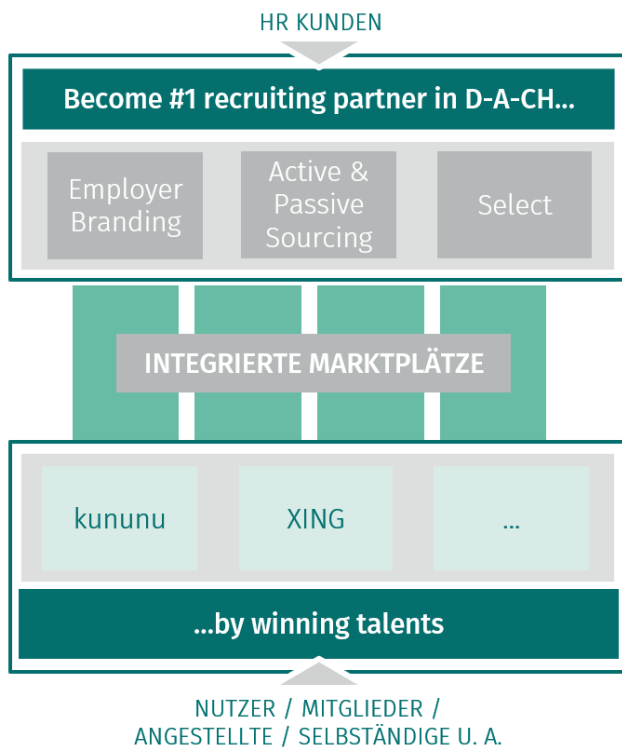 HR KUNDEN
Become #1 recruiting partner in D-A-CH...
Employer
Branding
Active &
Passive
Sourcing
Select
INTEGRIERTE MARKTPLÄTZE
kununu
XING
...
...by winning talents
NUTZER / MITGLIEDER /
ANGESTELLTE / SELBSTÄNDIGE U. A.